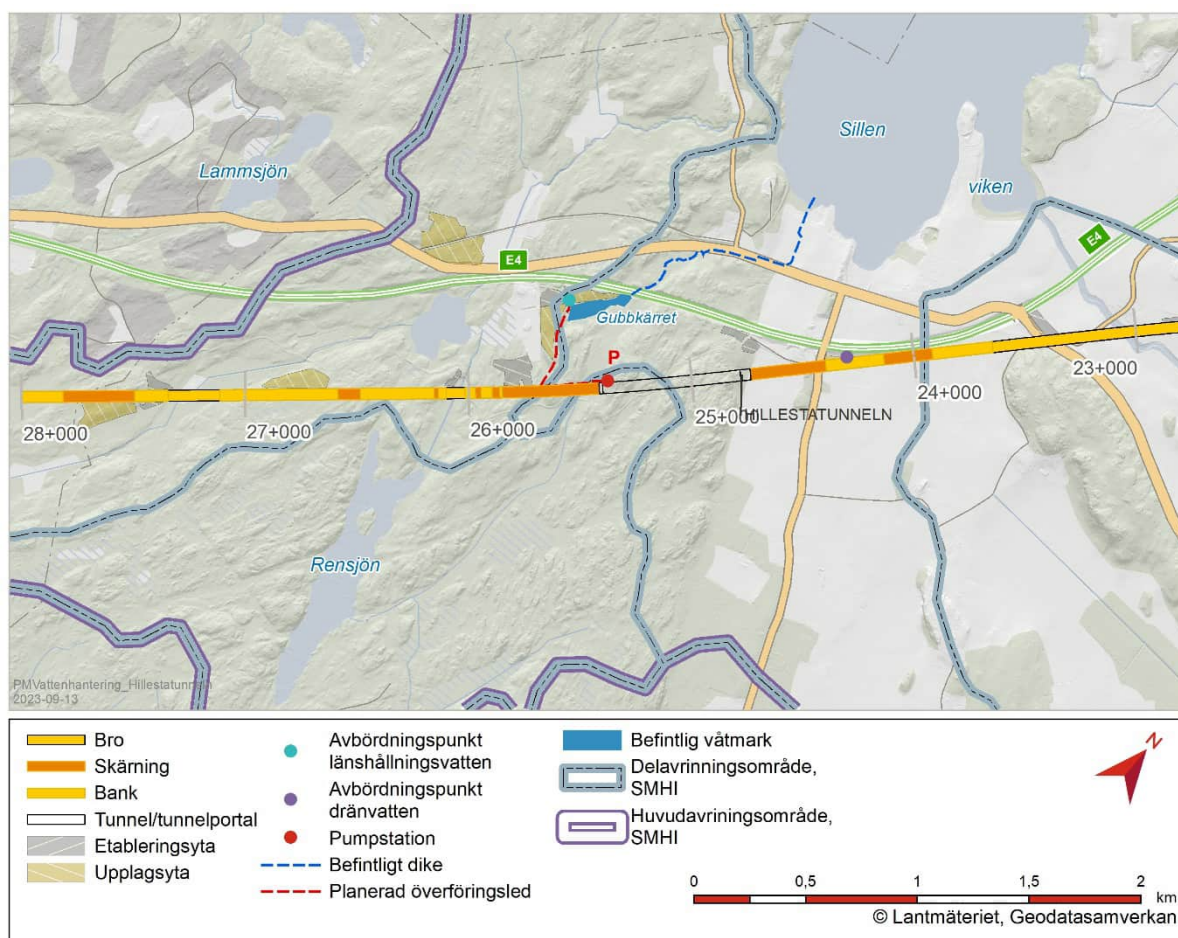 Sillen
Lammsjön
viken
E4
E4
Gubbkärret
P
23+000
24+000
25+000
HILLESTATUNNELN
26+000
27+000
28+000
Rensjön
PMVattenhantering_Hillestatunneln
2023-09-13
Bro
Skärning
Bank
Tunnel/tunnelportal
Etableringsyta
Upplagsyta
Avbördningspunkt
länshållningsvatten
Avbördningspunkt
dränvatten
Pumpstation
Befintligt dike
Planerad överföringsled
Befintlig våtmark
Delavrinningsområde,
SMHI
Huvudavriningsområde,
SMHI
N
0 0,5 1 1,5 2
km
© Lantmäteriet, Geodatasamverkan